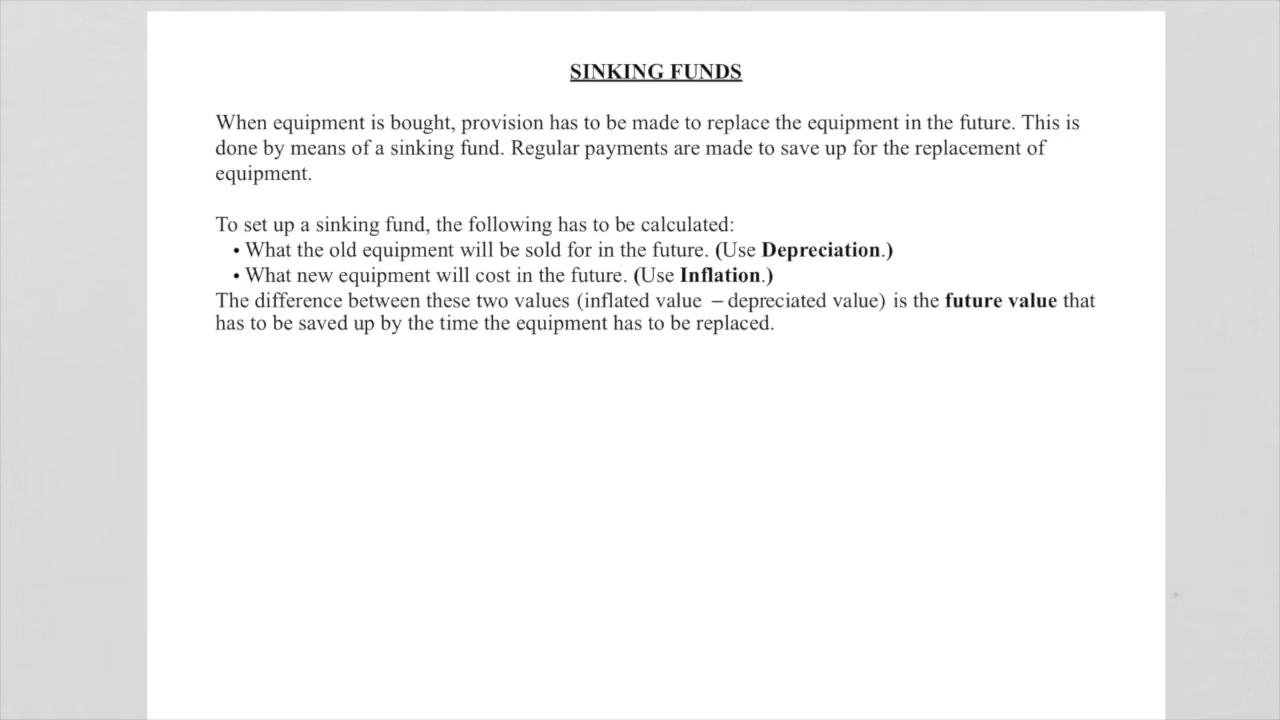 SINKING FUNDS
When equipment is bought, provision has to be made to replace the equipment in the future. This is
done by means of a sinking fund. Regular payments are made to save up for the replacement of
equipment.
To set up a sinking fund, the following has to be calculated:
• What the old equipment will be sold for in the future. (Use Depreciation.)
• What new equipment will cost in the future. (Use Inflation.)
The difference between these two values (inflated value – depreciated value) is the future value that
has to be saved up by the time the equipment has to be replaced.